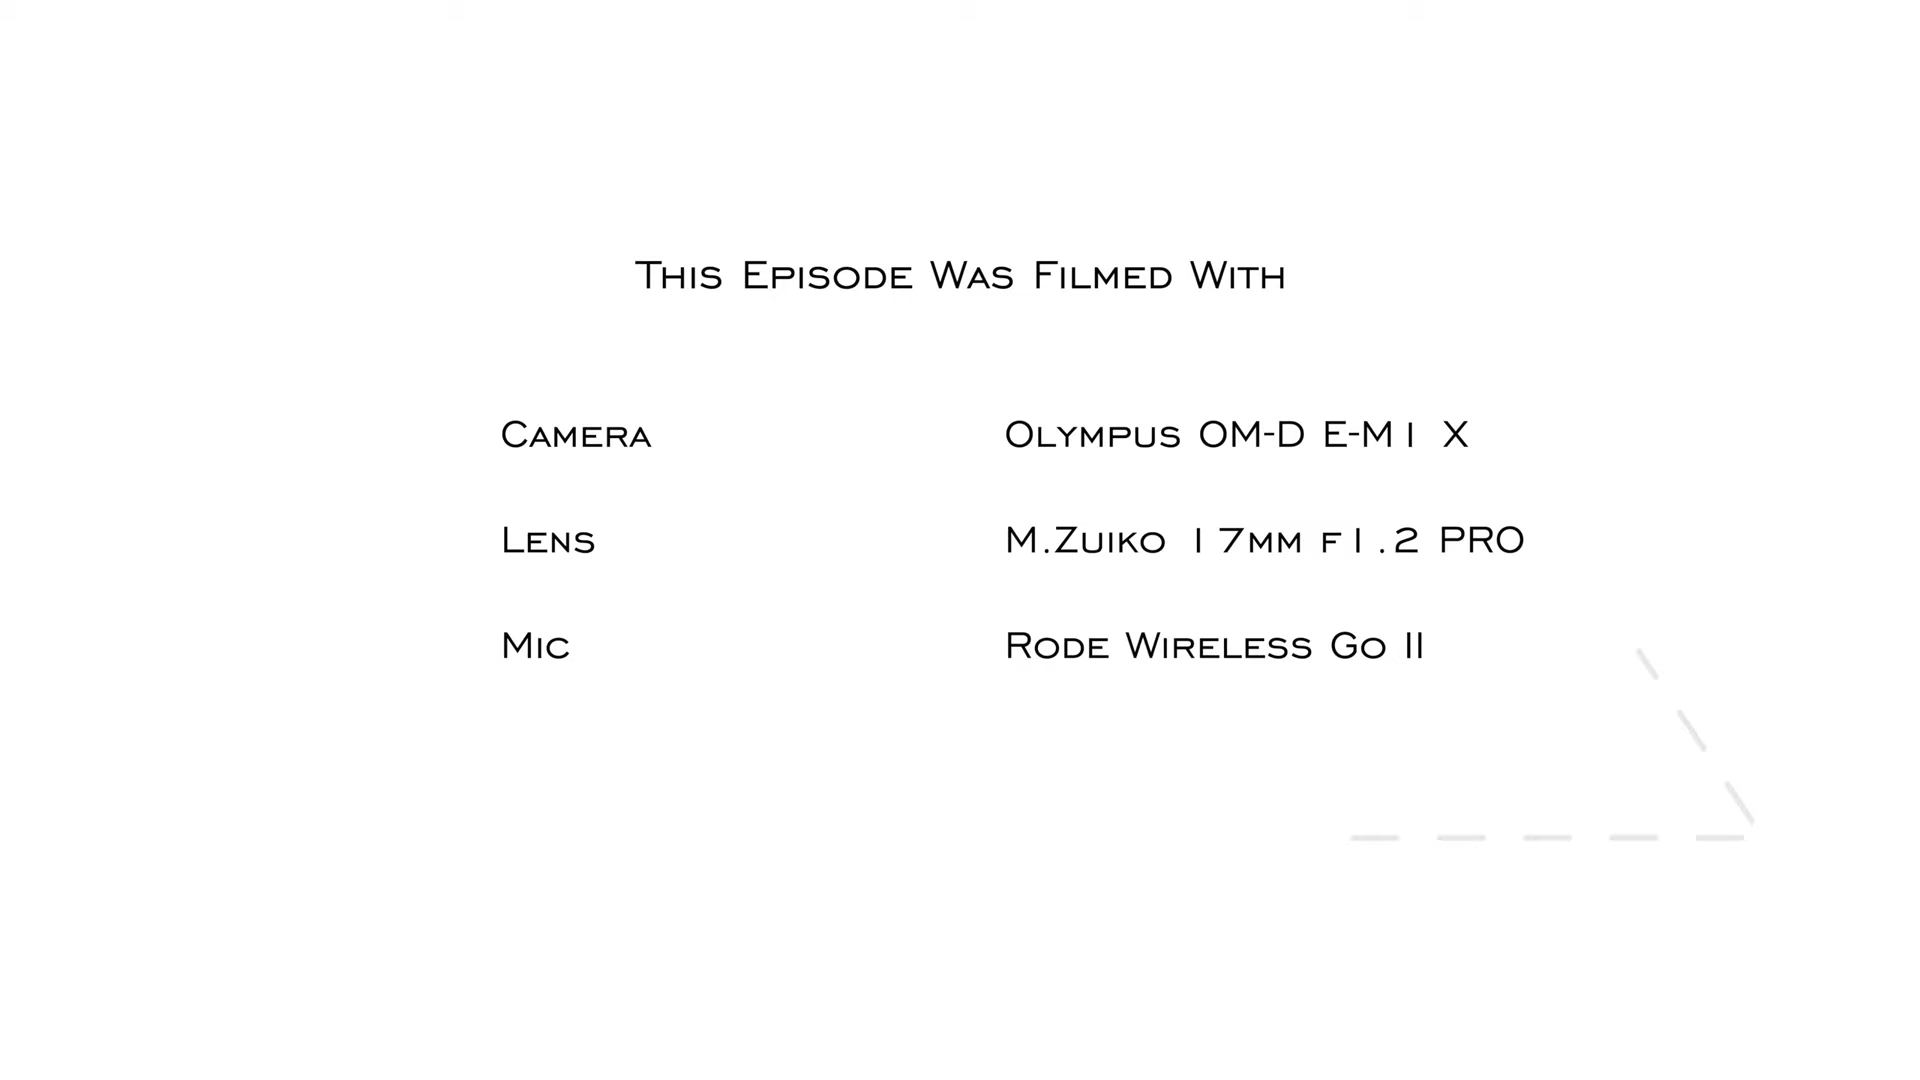 This Episode Was Filmed With
Camera Olympus OM-D E-M1 X
Lens M.Zuiko 17mm f1.2 PRO
Mic Rode Wireless Go II